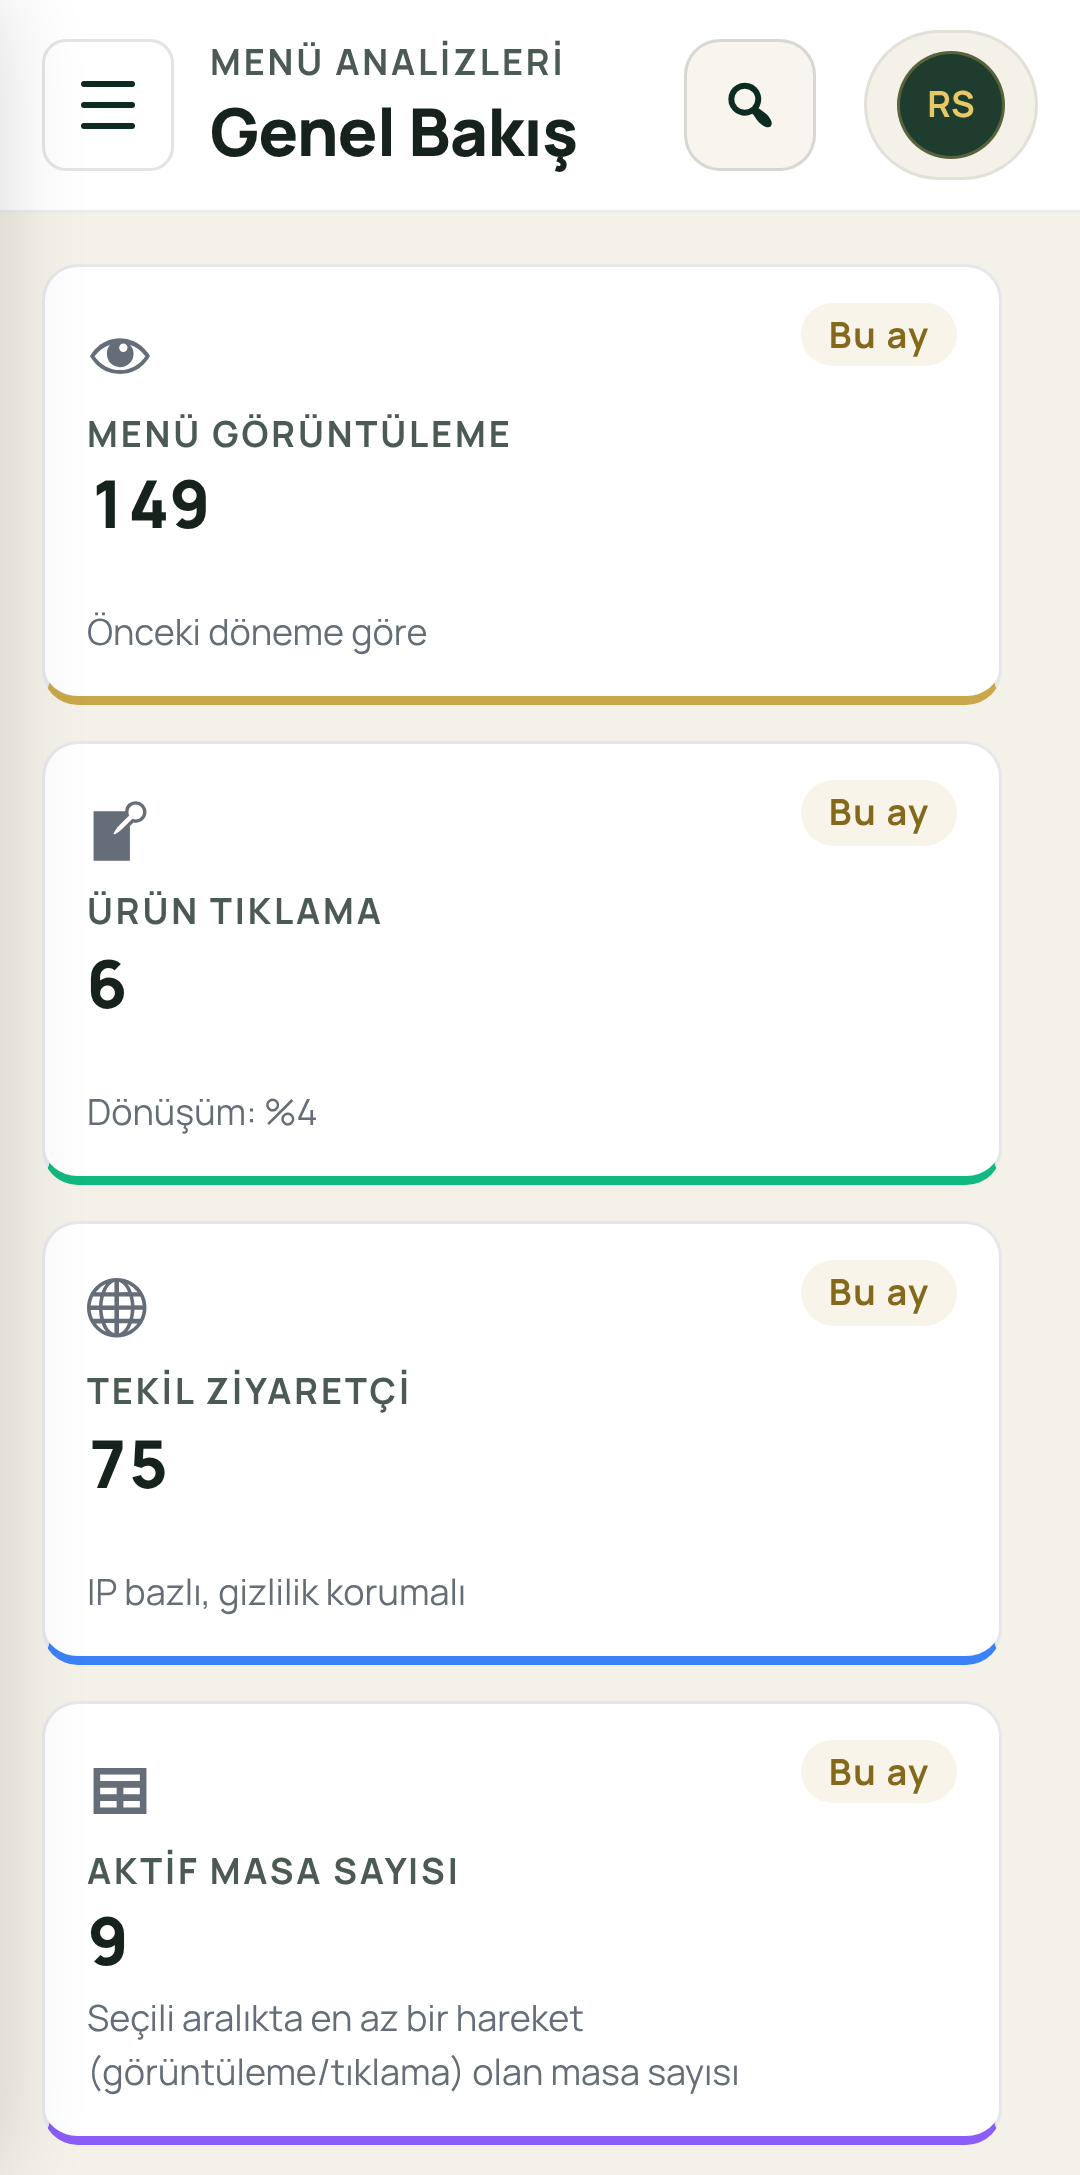 MENÜ ANALİZLERİ
Genel Bakış
RS
Bu ay
MENÜ GÖRÜNTÜLEME
149
Önceki döneme göre
Bu ay
ÜRÜN TIKLAMA
6
Dönüşüm: %4
Bu ay
TEKİL ZİYARETÇİ
75
IP bazlı, gizlilik korumalı
Bu ay
AKTİF MASA SAYISI
9
Seçili aralıkta en az bir hareket
(görüntüleme/tıklama) olan masa sayısı